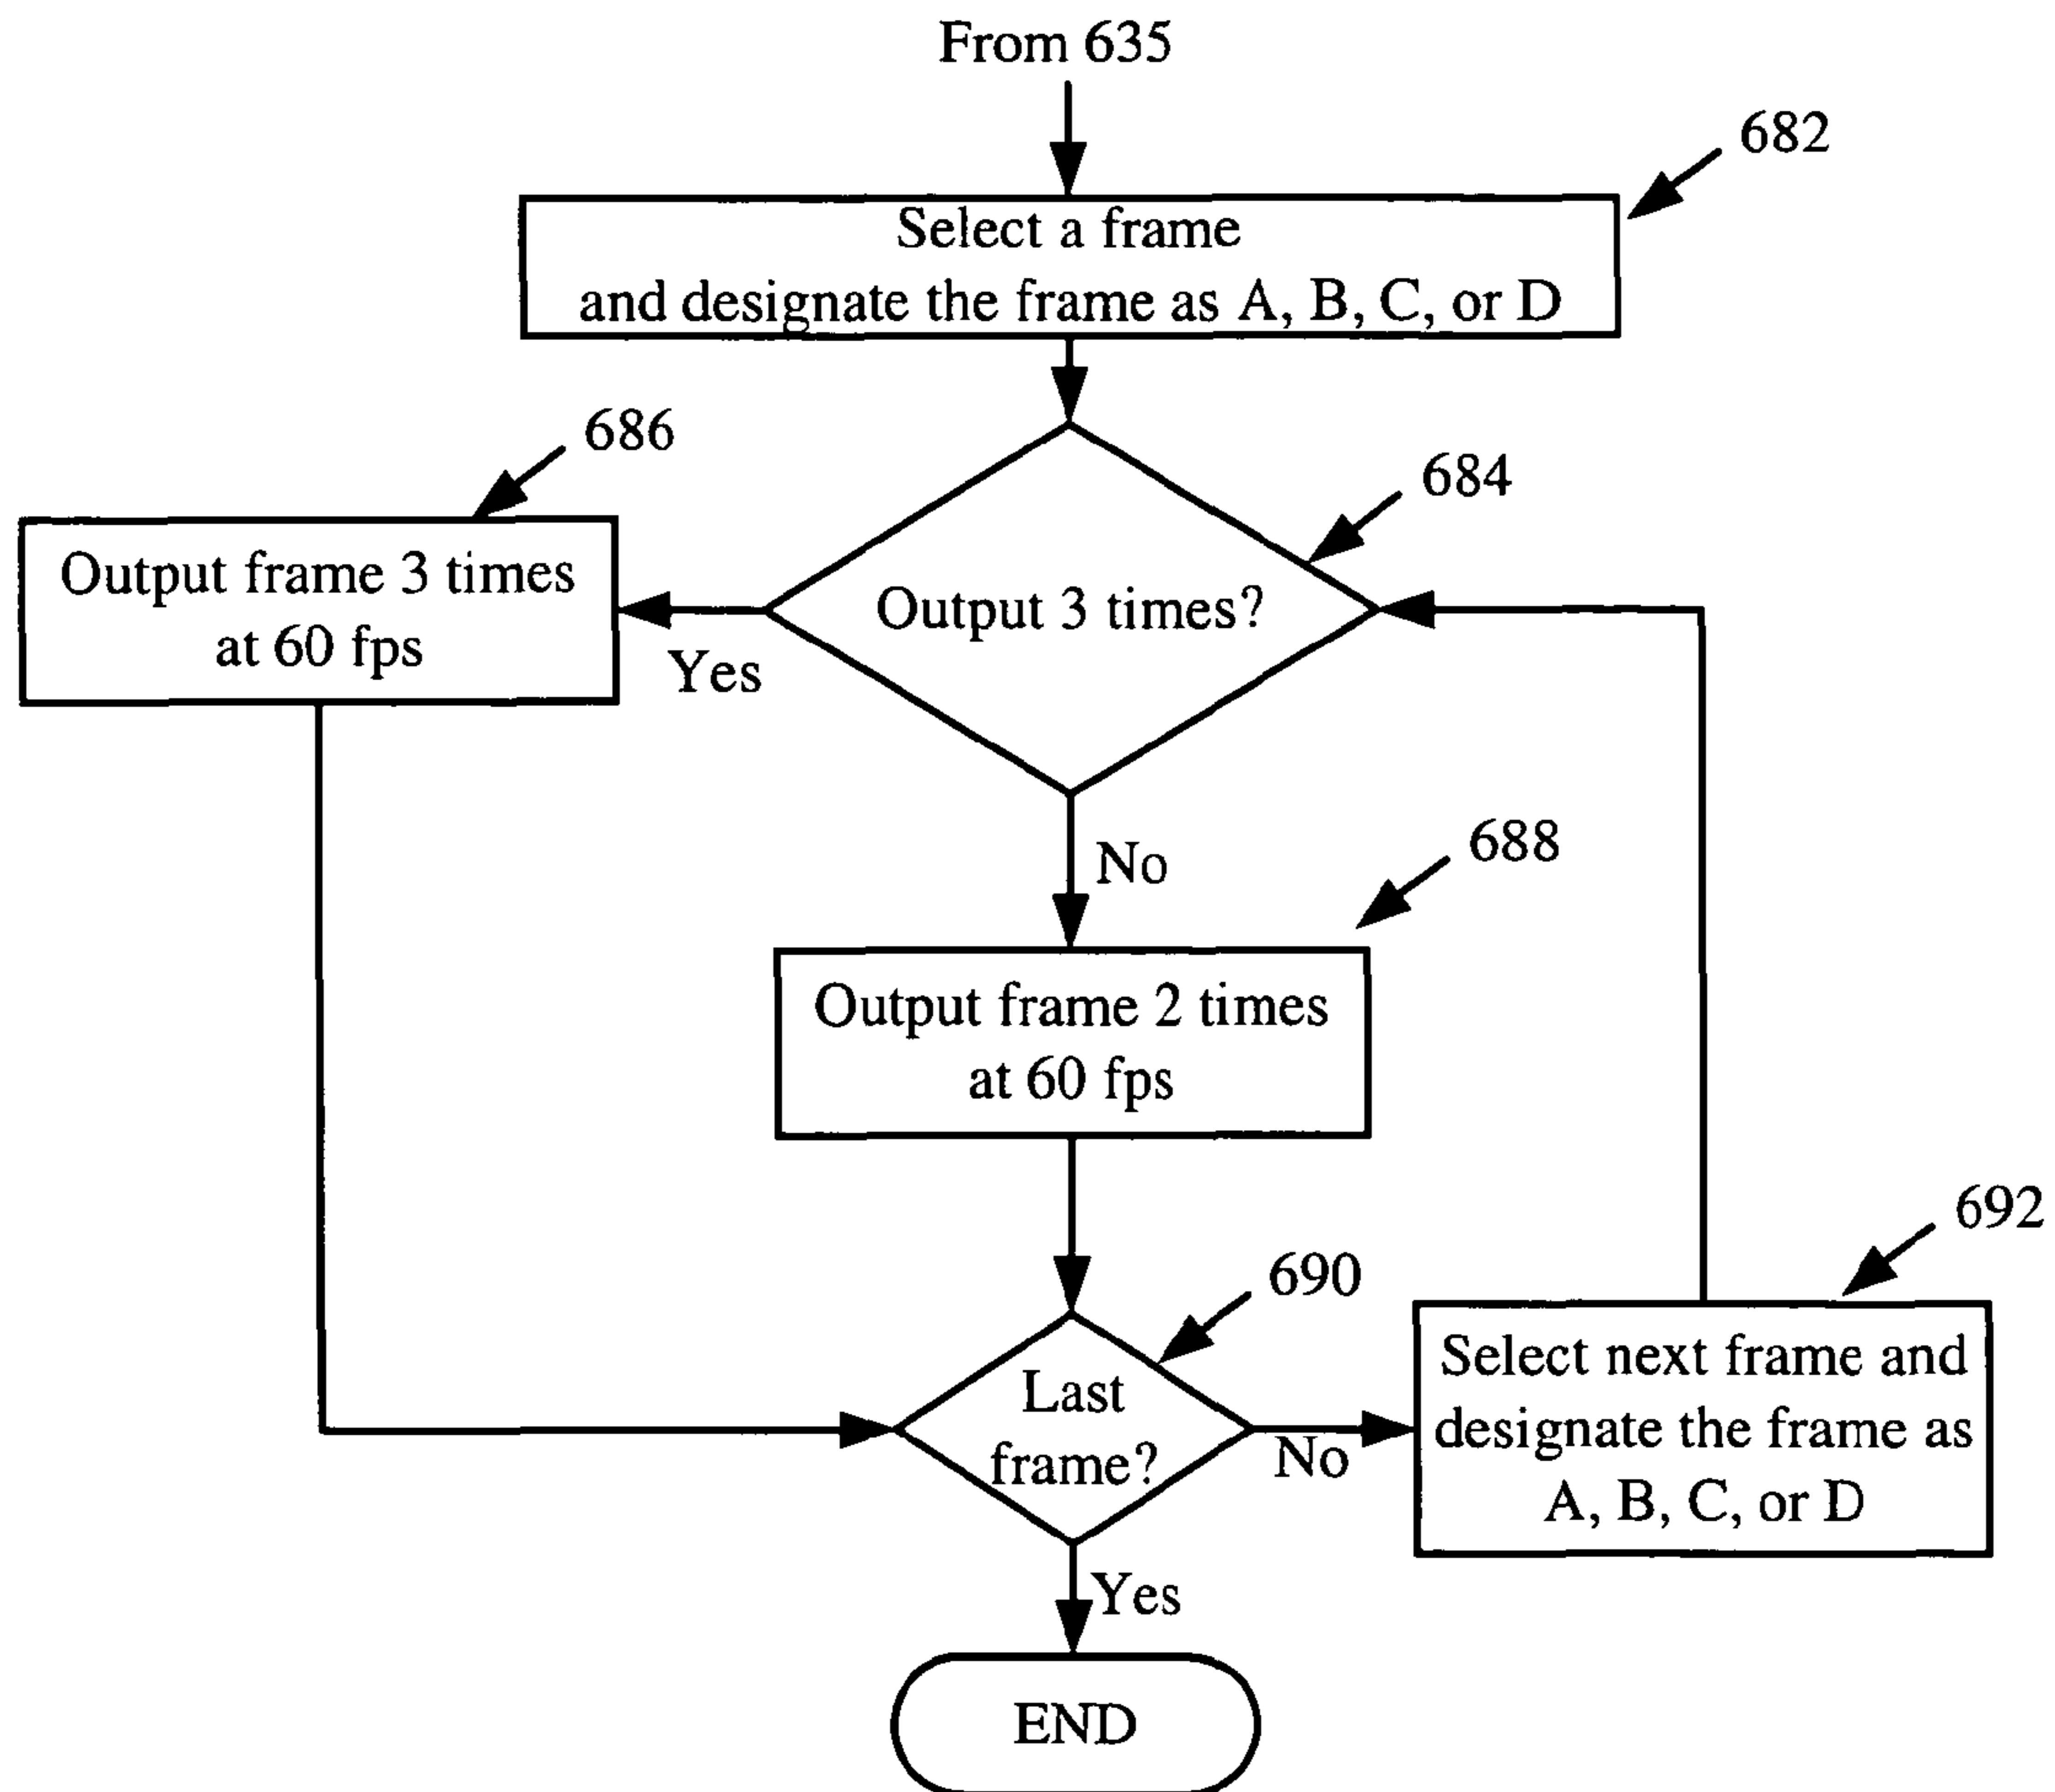 From 635
682
Select a frame
and designate the frame as A, B, C, or D
686
684
Output frame 3 times
at 60 fps
Output 3 times?
Yes
No
688
Output frame 2 times
at 60 fps
692
690
Last
frame?
No
Select next frame and
designate the frame as
A, B, C, or D
Yes
END